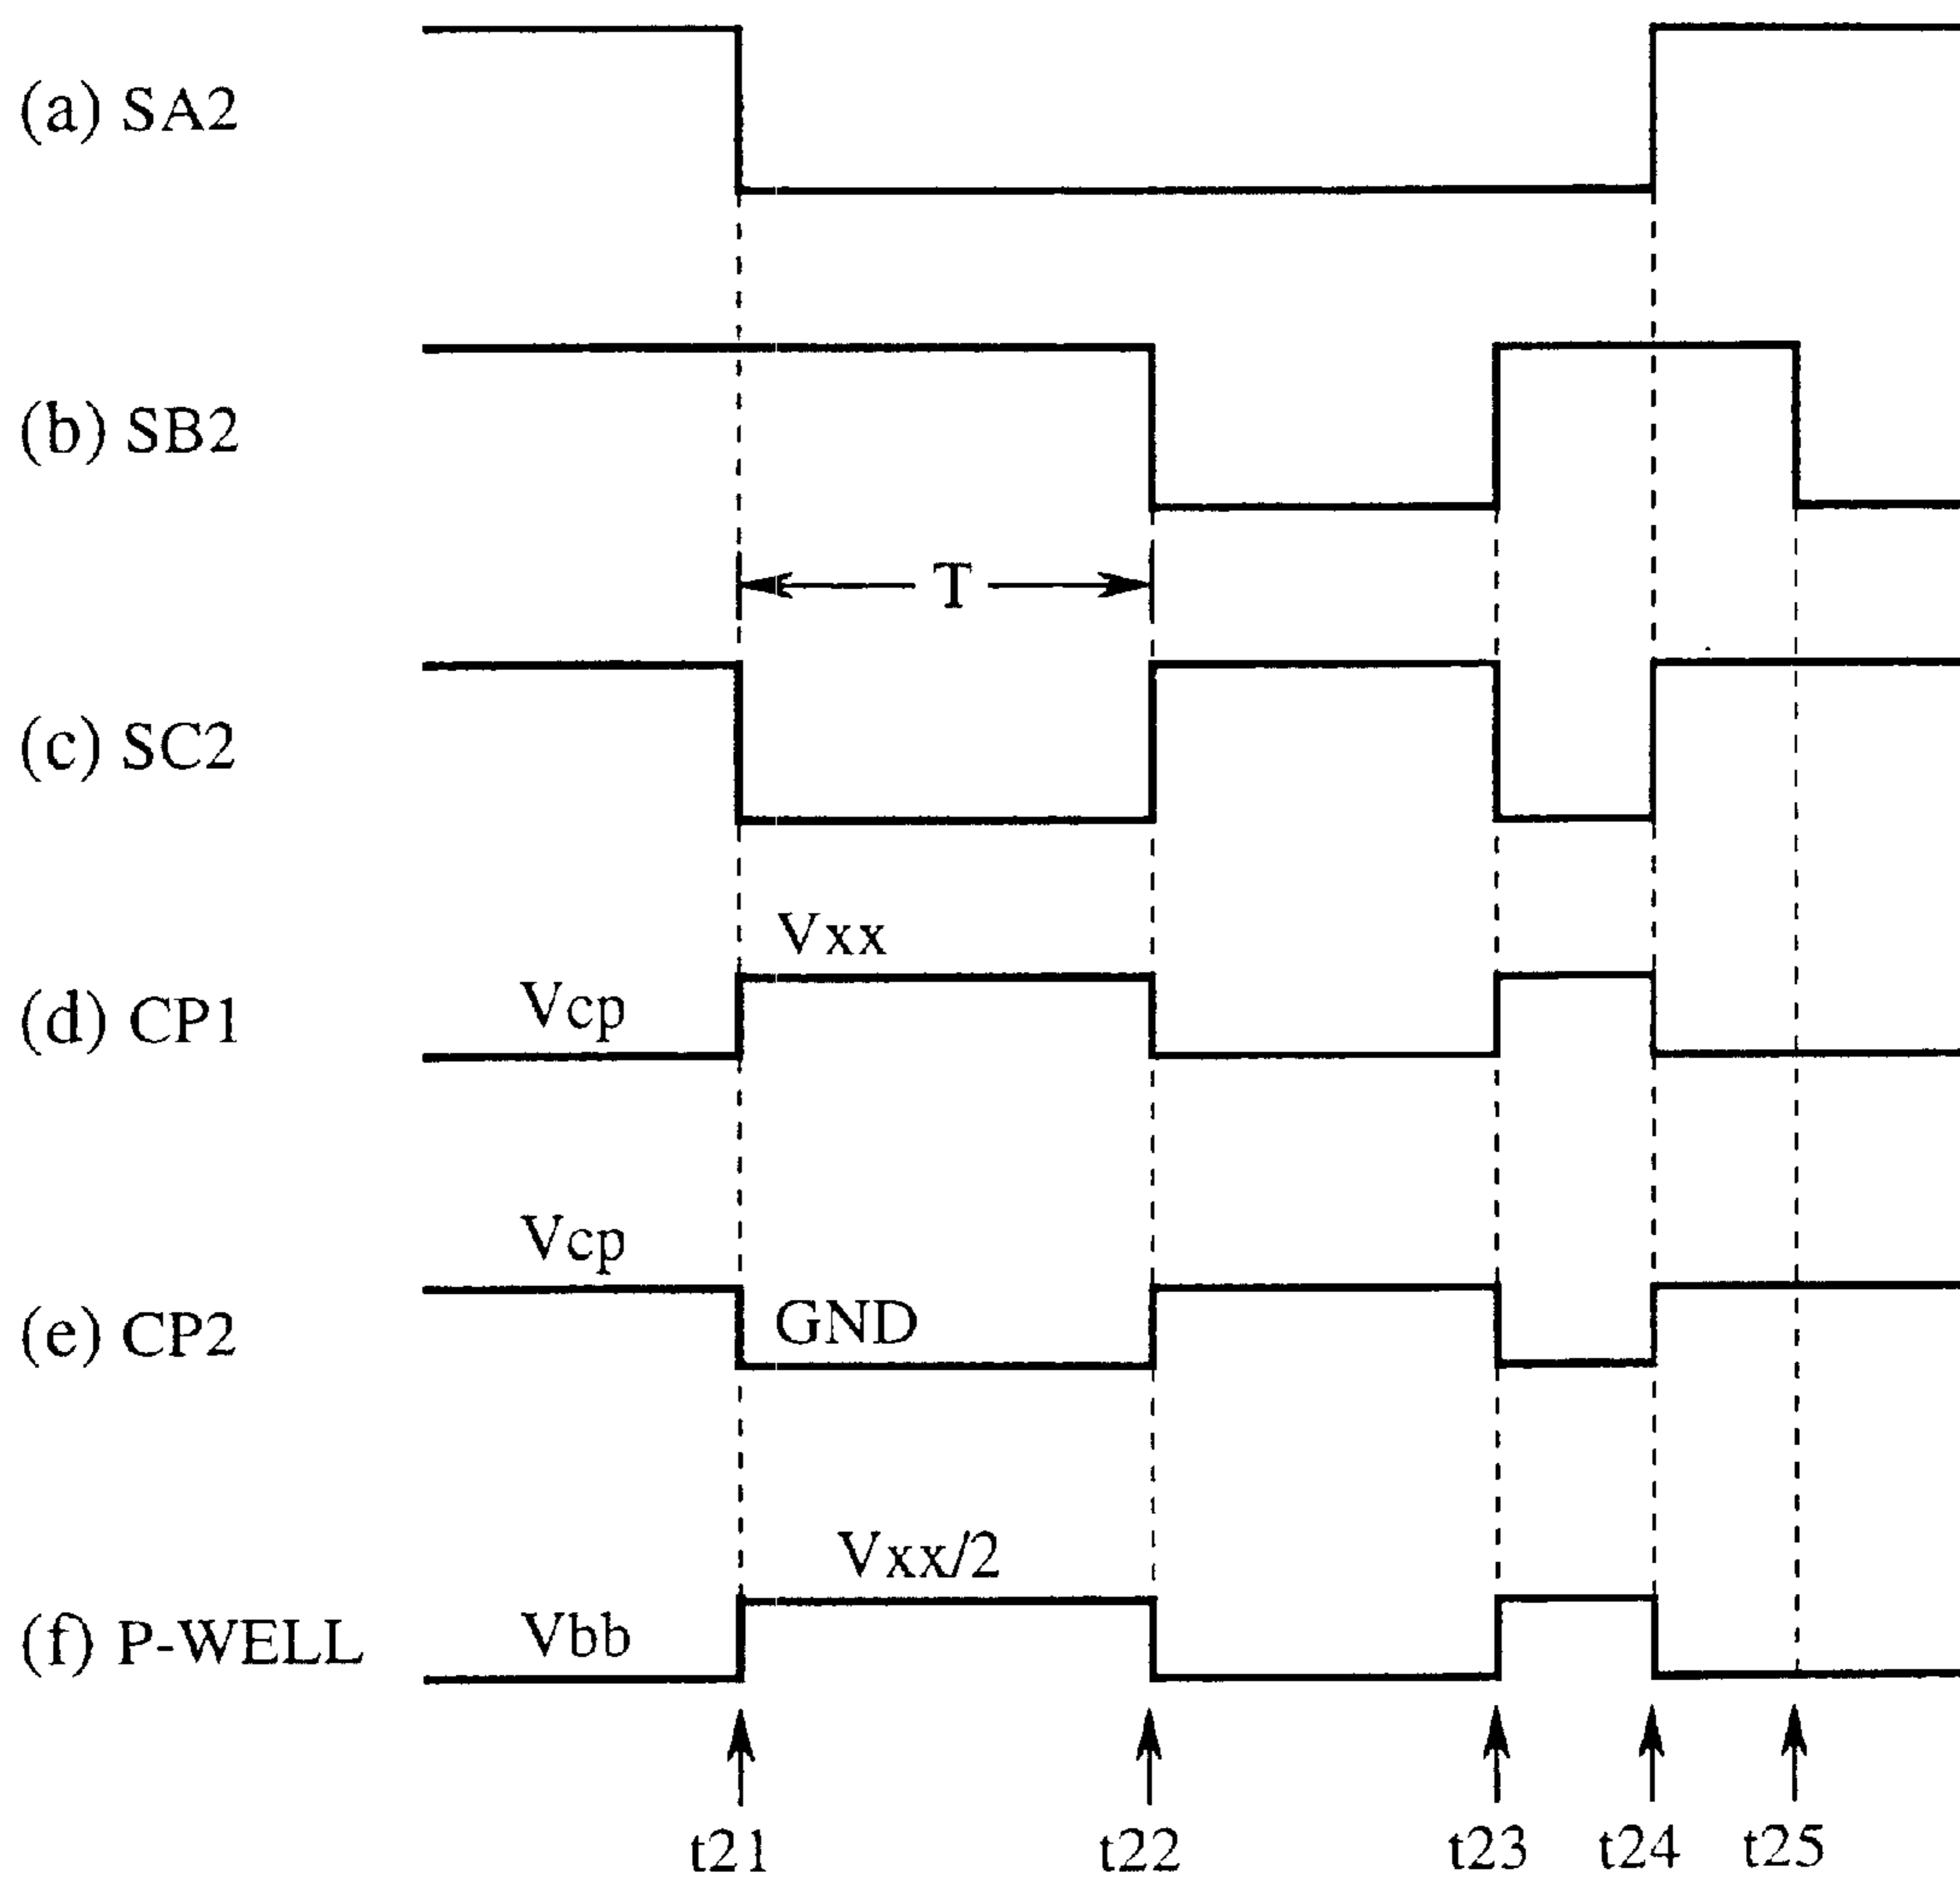 (a) SA2
(b) SB2
T
(c) SC2
Vxx
(d) CP1
Vcp
Vcp
(e) CP2
GND
Vxx/2
(f) P-WELL
Vbb
t21
t22
t23
t24
t25